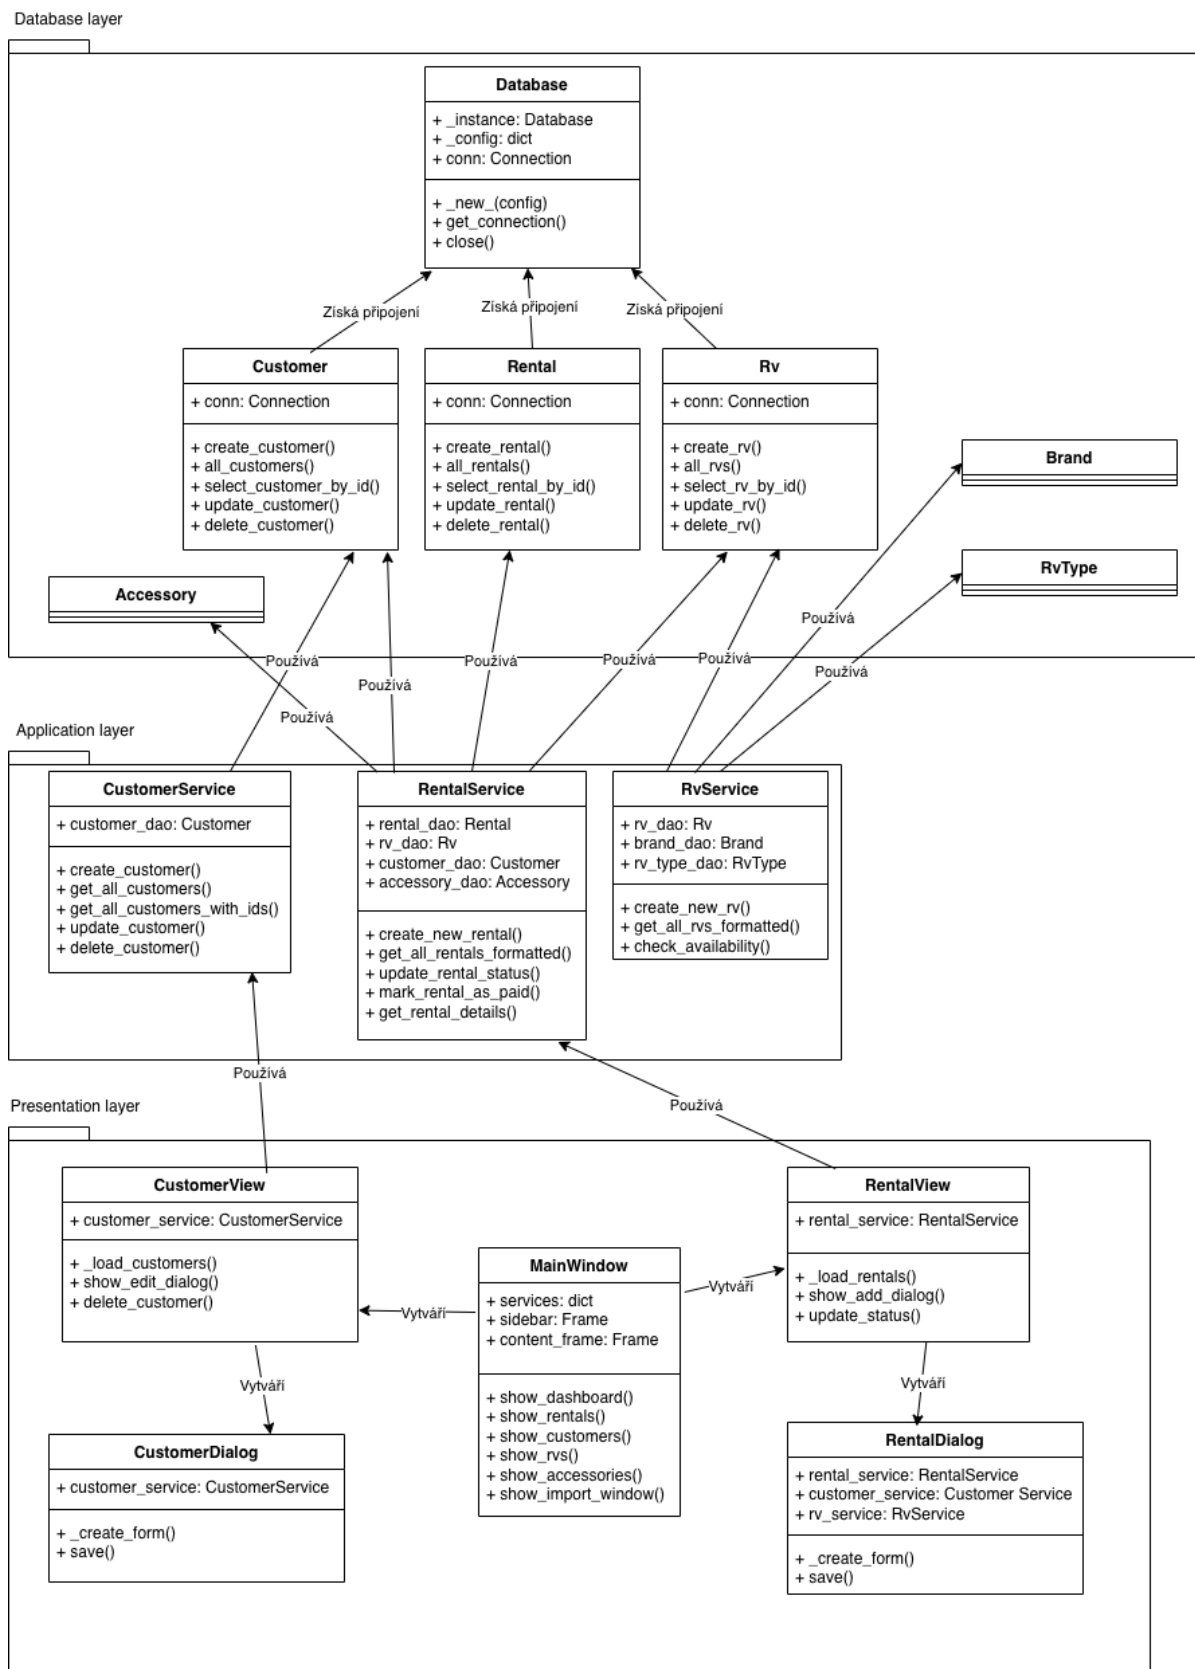 Database layer
Database
+ _instance: Database
+ _config: dict
+ conn: Connection
+ _new_(config)
+ get_connection()
+ close()
Získá připojení
Získá připojení
Získá připojení
Customer
+ conn: Connection
+ create_customer()
+ all_customers()
+ select_customer_by_id()
+ update_customer()
+ delete_customer()
Rental
+ conn: Connection
+ create_rental()
+ all_rentals()
+ select_rental_by_id()
+ update_rental()
+ delete_rental()
Rv
+ conn: Connection
+ create_rv()
+ all_rvs()
+ select_rv_by_id()
+ update_rv()
+ delete_rv()
Brand
RvType
Accessory
Používá
Používá
Používá
Používá
Používá
Používá
Používá
Používá
Application layer
CustomerService
+ customer_dao: Customer
+ create_customer()
+ get_all_customers()
+ get_all_customers_with_ids()
+ update_customer()
+ delete_customer()
RentalService
+ rental_dao: Rental
+ rv_dao: Rv
+ customer_dao: Customer
+ accessory_dao: Accessory
+ create_new_rental()
+ get_all_rentals_formatted()
+ update_rental_status()
+ mark_rental_as_paid()
+ get_rental_details()
RvService
+ rv_dao: Rv
+ brand_dao: Brand
+ rv_type_dao: RvType
+ create_new_rv()
+ get_all_rvs_formatted()
+ check_availability()
Používá
Používá
Presentation layer
CustomerView
+ customer_service: CustomerService
+ _load_customers()
+ show_edit_dialog()
+ delete_customer()
MainWindow
+ services: dict
+ sidebar: Frame
+ content_frame: Frame
+ show_dashboard()
+ show_rentals()
+ show_customers()
+ show_rvs()
+ show_accessories()
+ show_import_window()
RentalView
+ rental_service: RentalService
+ _load_rentals()
+ show_add_dialog()
+ update_status()
Vytváří
Vytváří
Vytváří
Vytváří
CustomerDialog
+ customer_service: CustomerService
+ _create_form()
+ save()
RentalDialog
+ rental_service: RentalService
+ customer_service: Customer Service
+ rv_service: RvService
+ _create_form()
+ save()